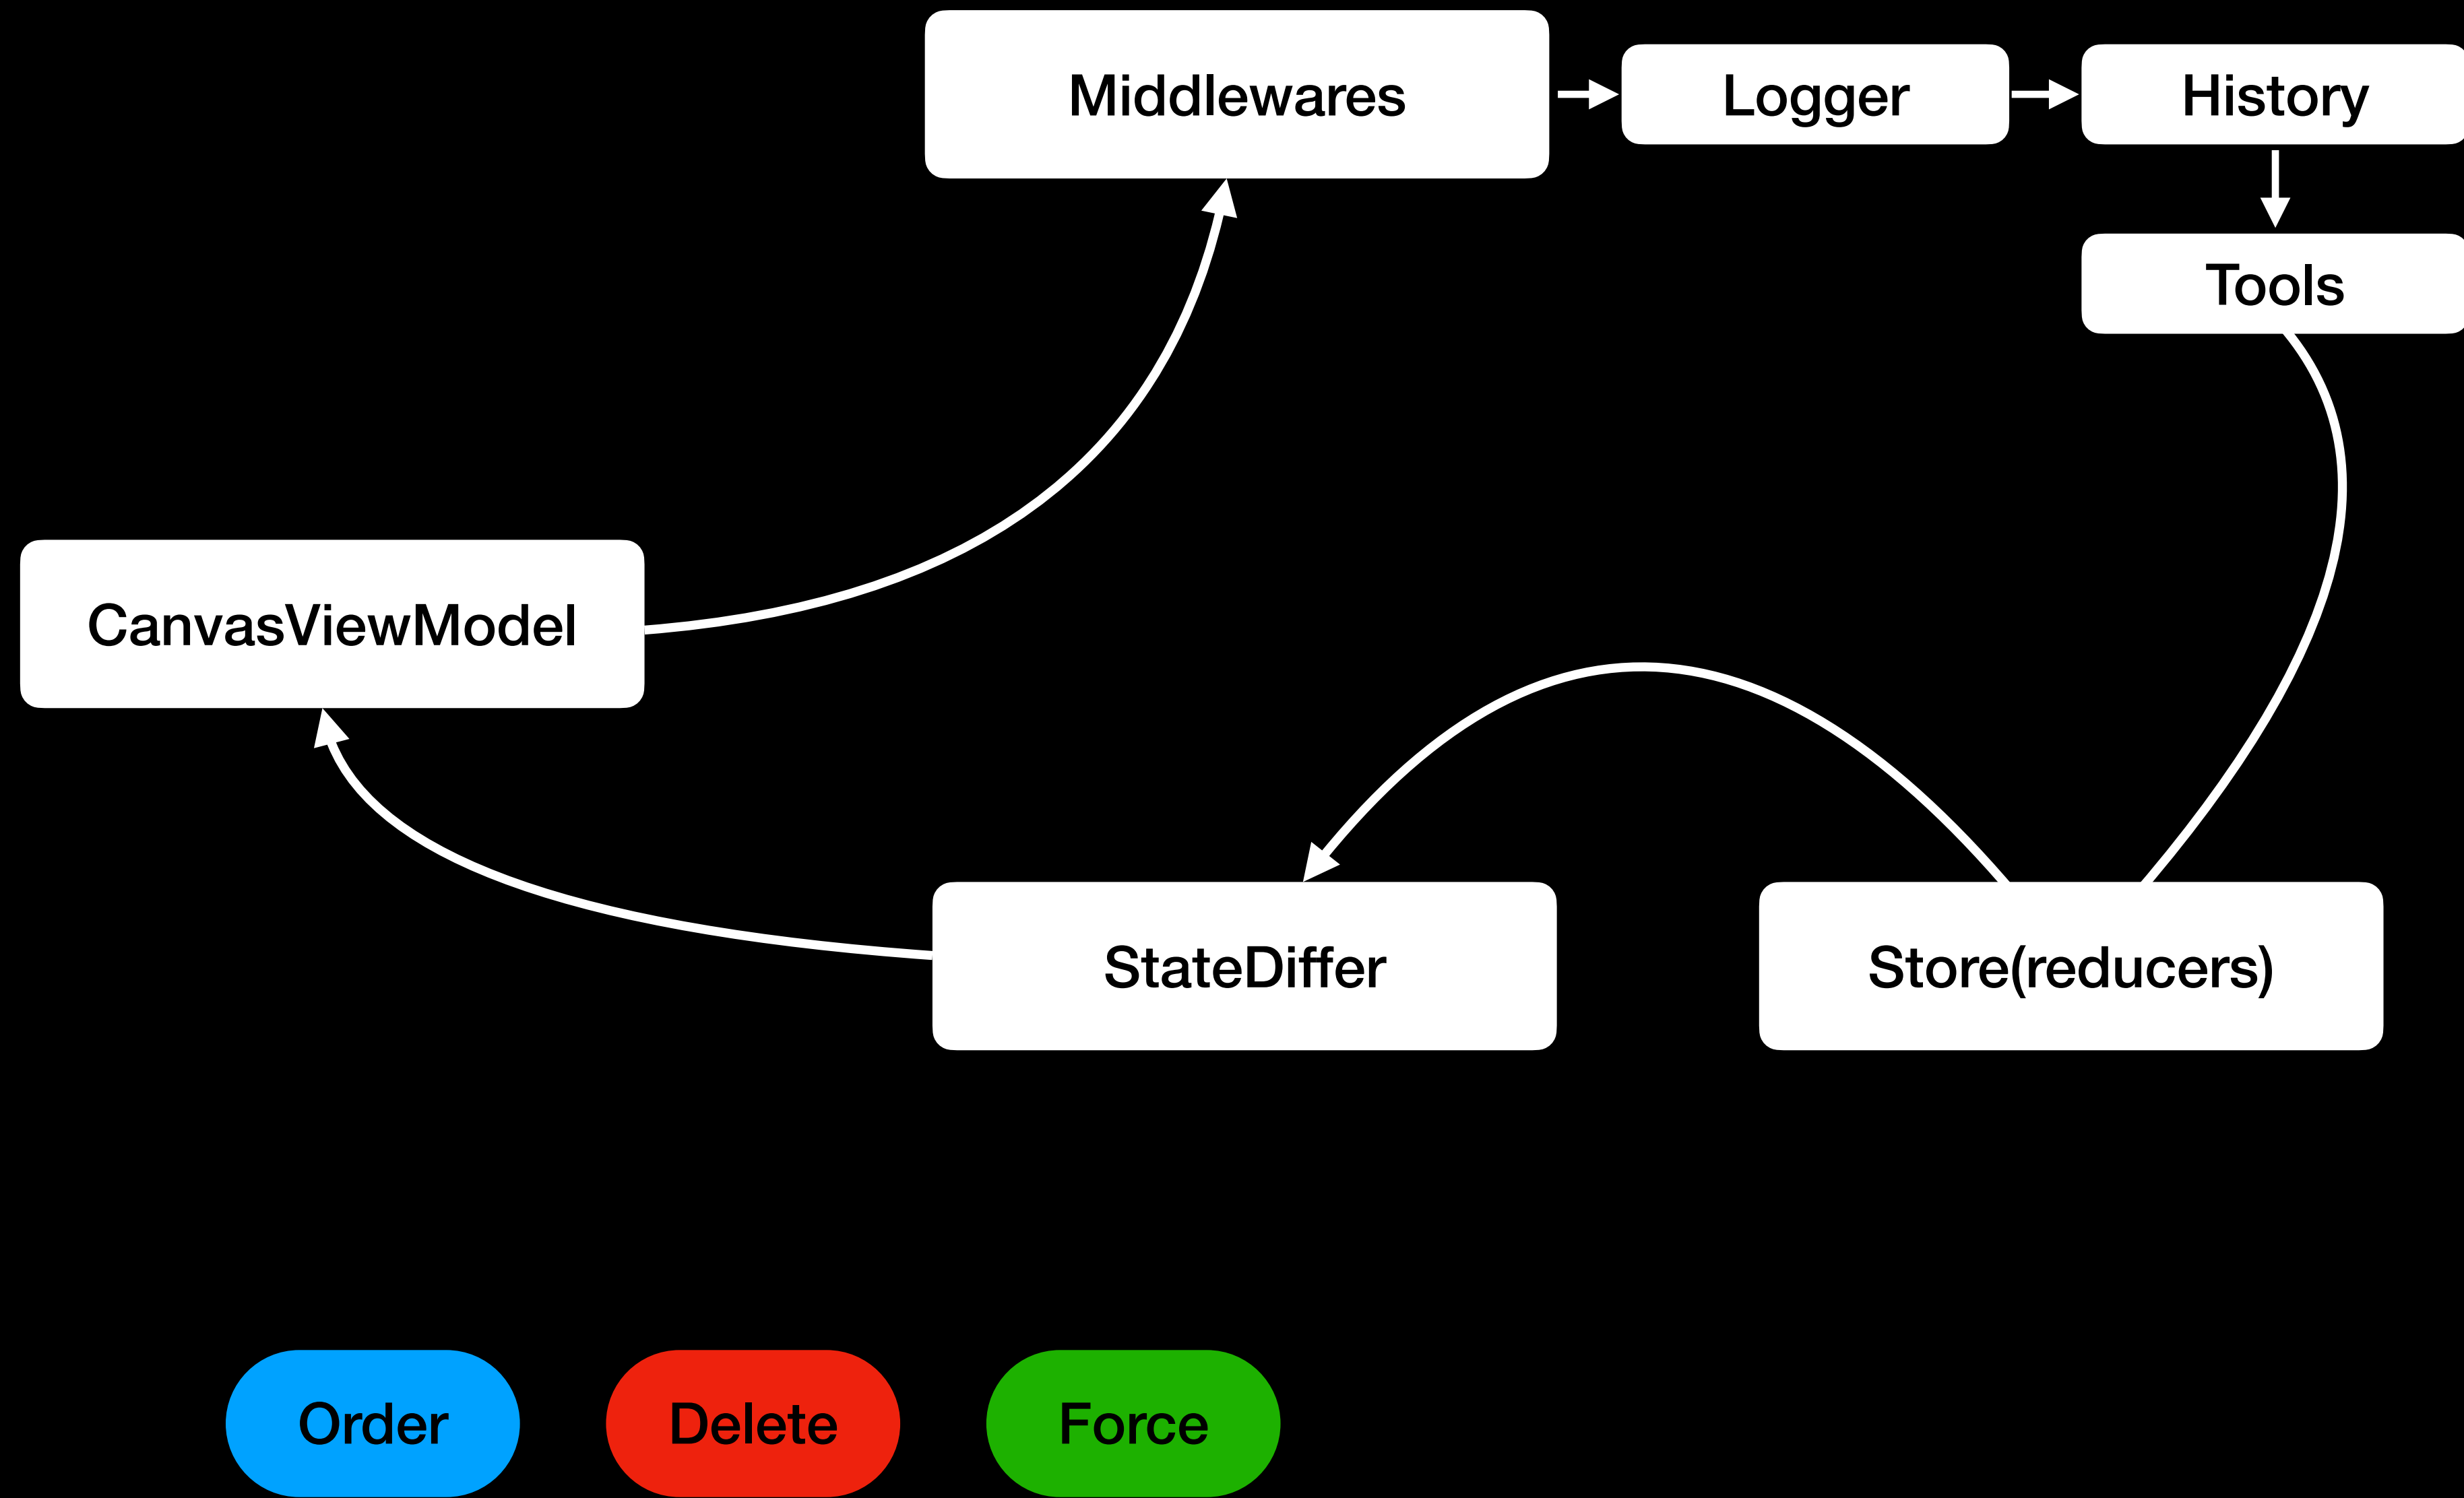 Middlewares
Logger
History
Tools
CanvasViewModel
StateDiffer
Store(reducers)
Order
Delete
Force